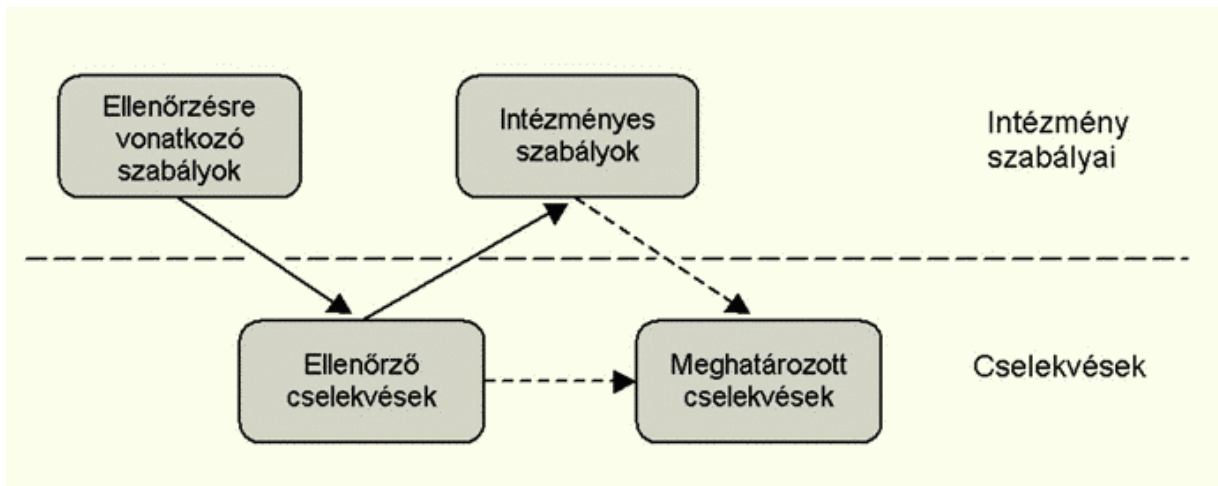 Ellenőrzésre
vonatkozó
szabályok
Intézményes
szabályok
Intézmény
szabályai
Ellenőrző
cselekvések
Meghatározott
cselekvések
Cselekvések